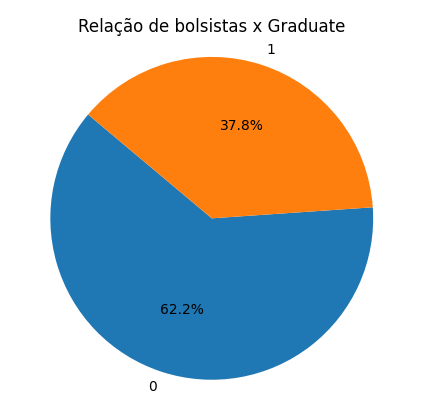 Relação de bolsistas x Graduate
1
37.8%
62.2%
0